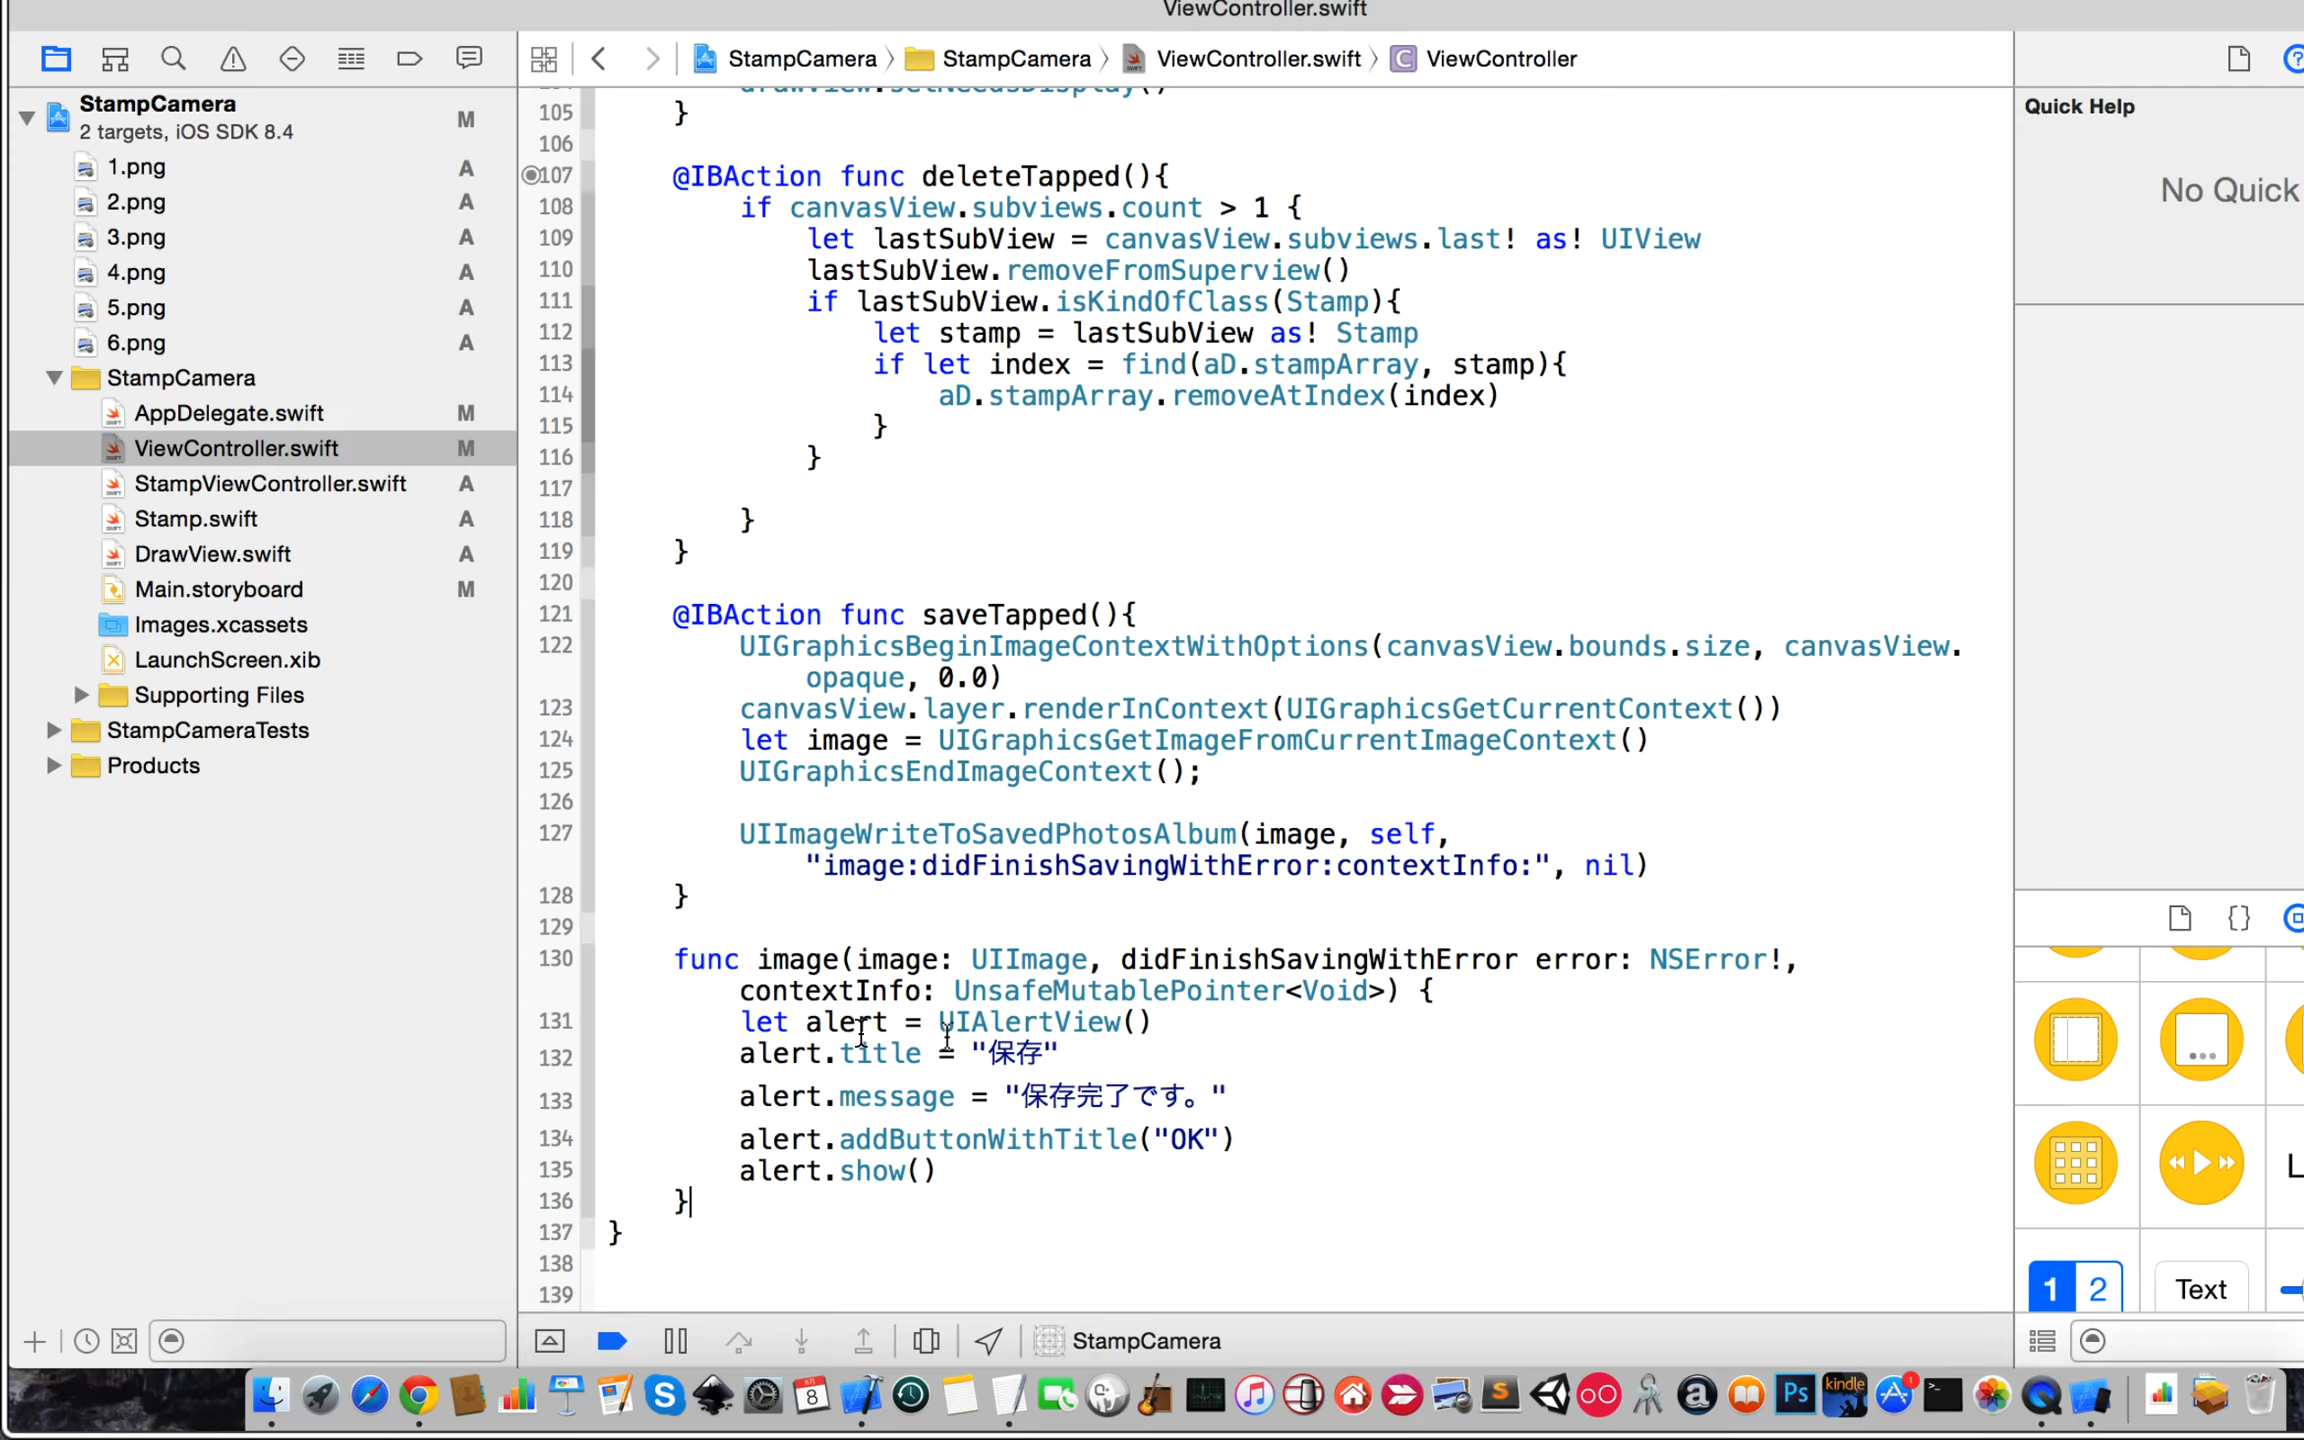 ViewController.swift
StampCamera
StampCamera
ViewController.swift
ViewController
StampCamera
2 targets, iOS SDK 8.4
M
1.png A
2.png A
3.png A
4.png A
5.png A
6.png A
StampCamera
AppDelegate.swift M
ViewController.swift M
StampViewController.swift A
Stamp.swift A
DrawView.swift A
Main.storyboard M
Images.xcassets
LaunchScreen.xib
Supporting Files
StampCameraTests
Products
drawView.setNeedsDisplay()
105 }
106
107 @IBAction func deleteTapped(){
108 if canvasView.subviews.count > 1 {
109 let lastSubView = canvasView.subviews.last! as! UIView
110 lastSubView.removeFromSuperview()
111 if lastSubView.isKindOfClass(Stamp){
112 let stamp = lastSubView as! Stamp
113 if let index = find(aD.stampArray, stamp){
114 aD.stampArray.removeAtIndex(index)
115 }
116 }
117
118 }
119 }
120
121 @IBAction func saveTapped(){
122 UIGraphicsBeginImageContextWithOptions(canvasView.bounds.size, canvasView.
opaque, 0.0)
123 canvasView.layer.renderInContext(UIGraphicsGetCurrentContext())
124 let image = UIGraphicsGetImageFromCurrentImageContext()
125 UIGraphicsEndImageContext();
126
127 UIImageWriteToSavedPhotosAlbum(image, self,
"image:didFinishSavingWithError:contextInfo:", nil)
128 }
129
130 func image(image: UIImage, didFinishSavingWithError error: NSError!,
contextInfo: UnsafeMutablePointer<Void>) {
131 let alert = UIAlertView()
132 alert.title = "保存"
133 alert.message = "保存完了です。"
134 alert.addButtonWithTitle("OK")
135 alert.show()
136 }
137 }
138
139
StampCamera
Quick Help
No Quick
{}
L
1 2
Text
8
Ps
kindle
1